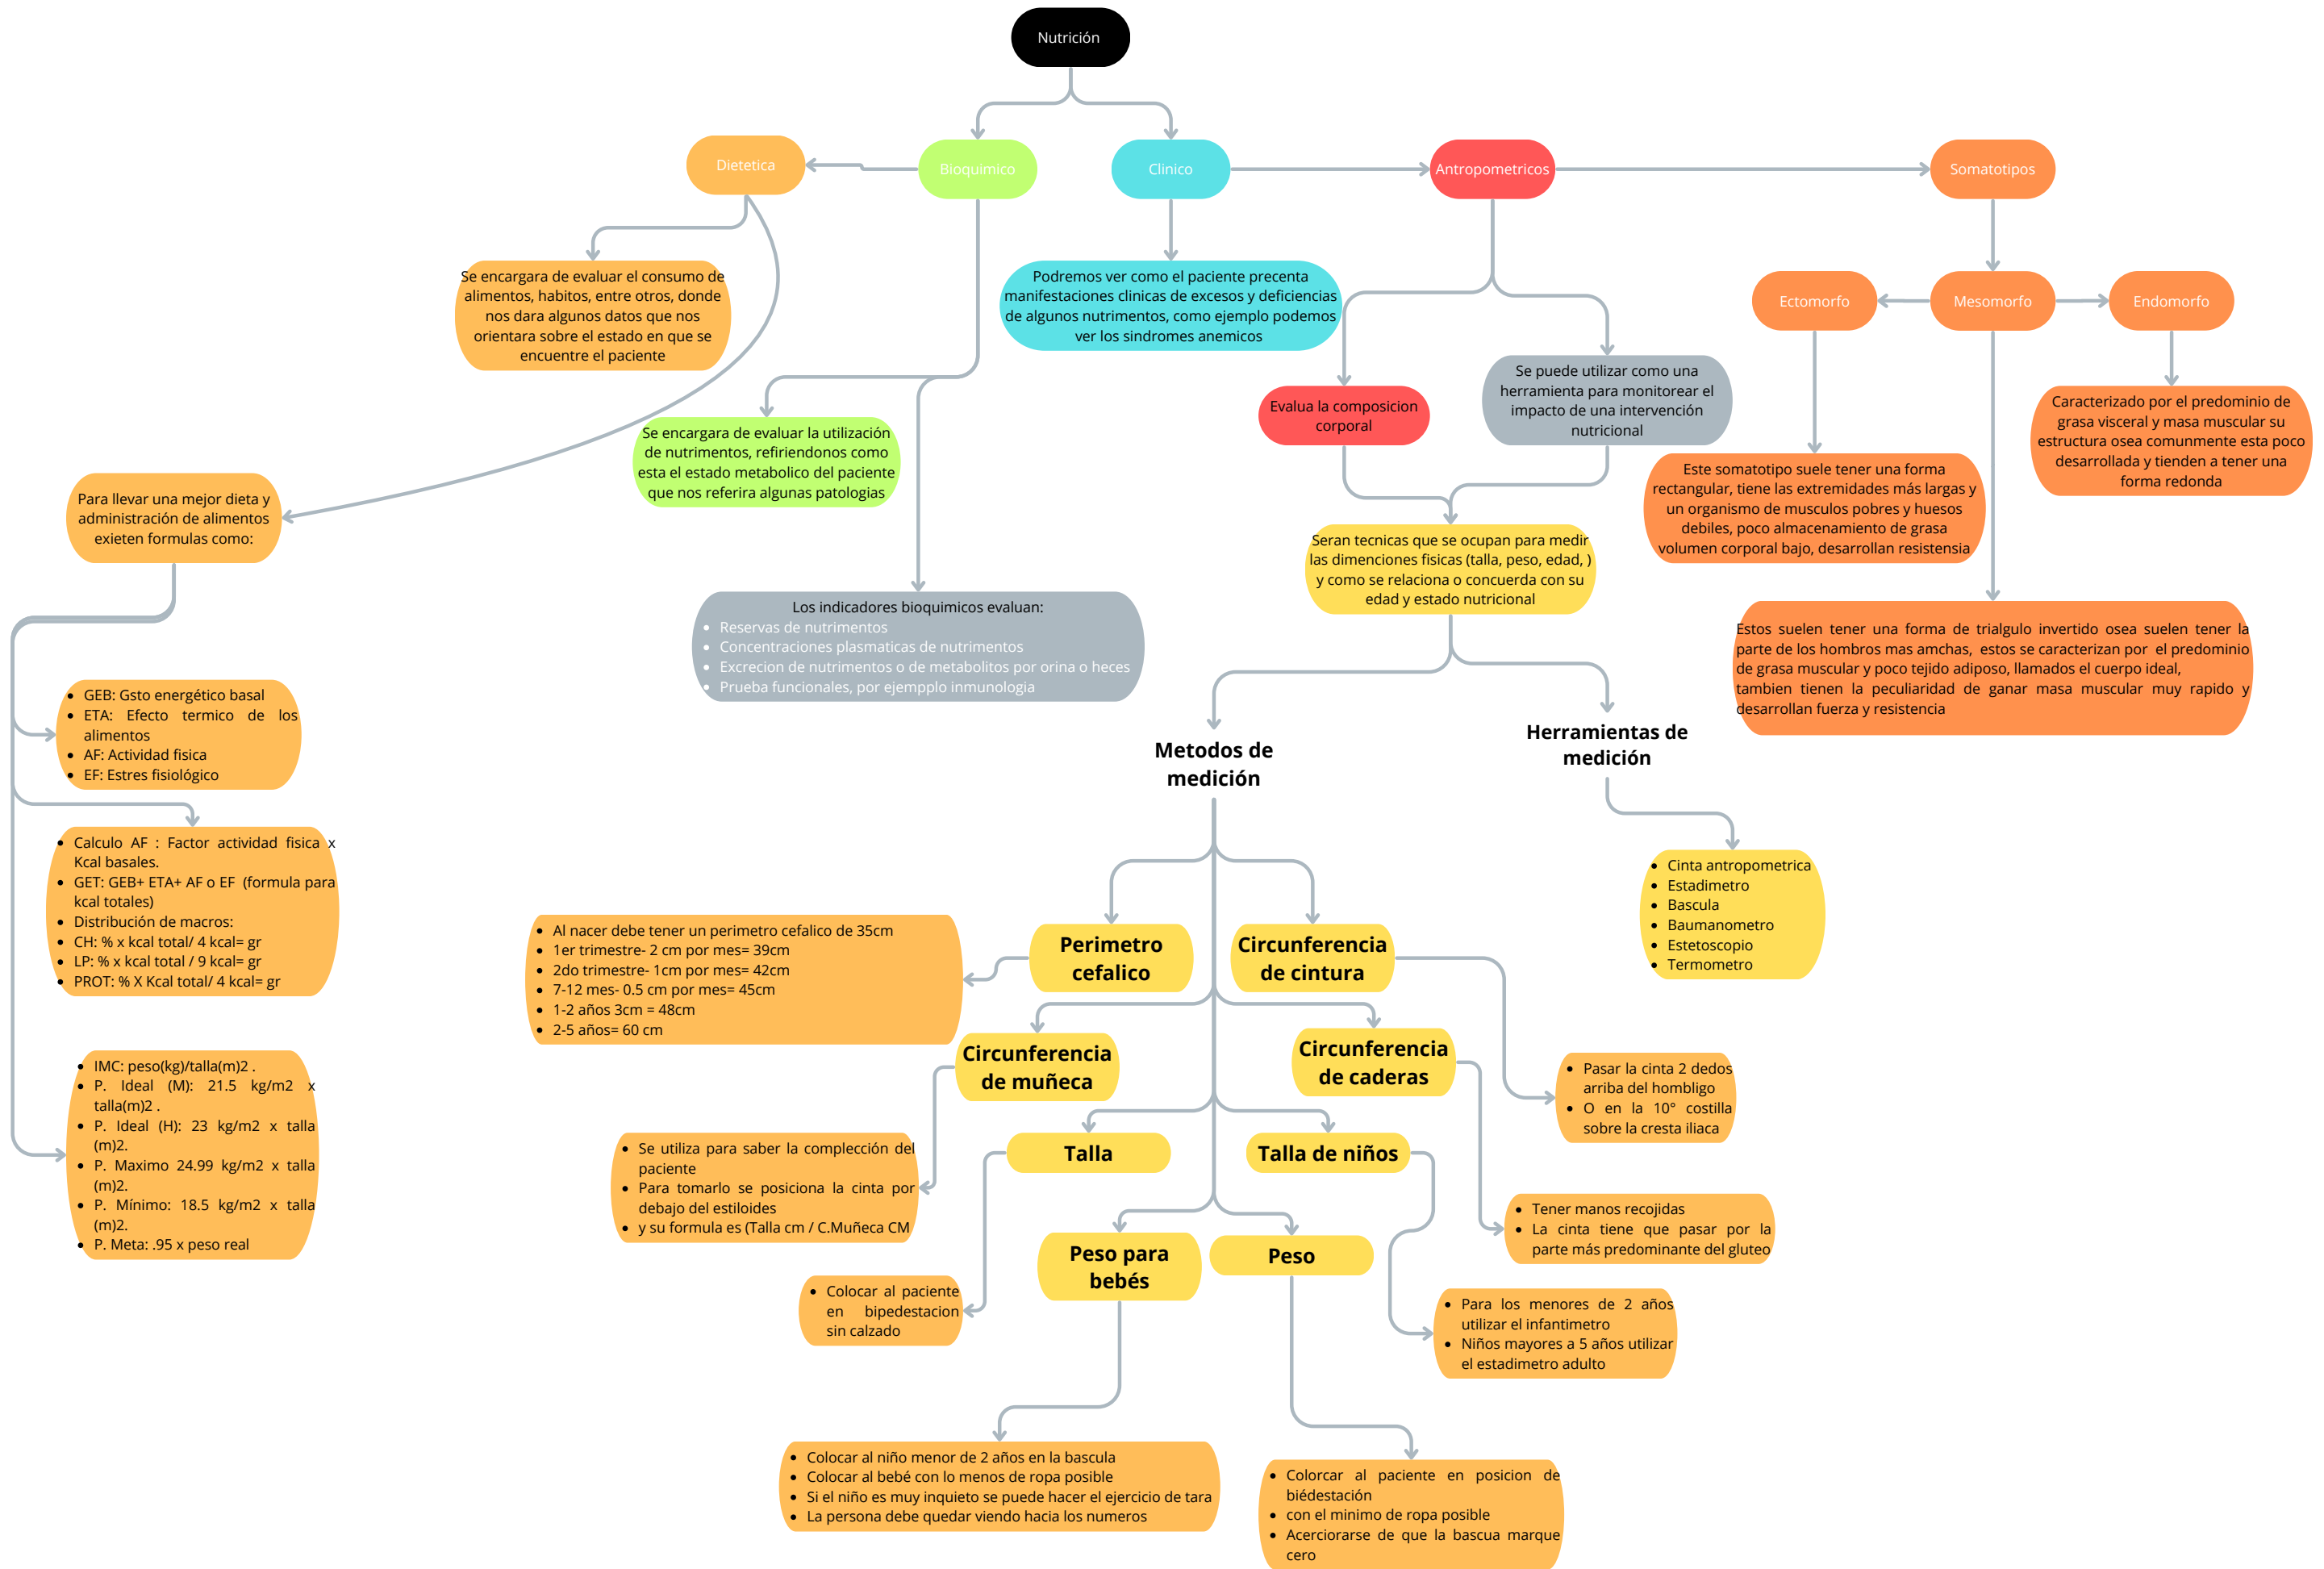 Nutrición
Dietetica
Bioquimico
Clinico
Antropometricos
Somatotipos
Se encargara de evaluar el consumo de
alimentos, habitos, entre otros, donde
nos dara algunos datos que nos
orientara sobre el estado en que se
encuentre el paciente
Podremos ver como el paciente precenta
manifestaciones clinicas de excesos y deficiencias
de algunos nutrimentos, como ejemplo podemos
ver los sindromes anemicos
Ectomorfo
Mesomorfo
Endomorfo
Se puede utilizar como una
herramienta para monitorear el
impacto de una intervención
nutricional
Evalua la composicion
corporal
Caracterizado por el predominio de
grasa visceral y masa muscular su
estructura osea comunmente esta poco
desarrollada y tienden a tener una
forma redonda
Se encargara de evaluar la utilización
de nutrimentos, refiriendonos como
esta el estado metabolico del paciente
que nos referira algunas patologias
Este somatotipo suele tener una forma
rectangular, tiene las extremidades más largas y
un organismo de musculos pobres y huesos
debiles, poco almacenamiento de grasa
volumen corporal bajo, desarrollan resistensia
Para llevar una mejor dieta y
administración de alimentos
exieten formulas como:
Seran tecnicas que se ocupan para medir
las dimenciones fisicas (talla, peso, edad, )
y como se relaciona o concuerda con su
edad y estado nutricional
Los indicadores bioquimicos evaluan:
• Reservas de nutrimentos
• Concentraciones plasmaticas de nutrimentos
• Excrecion de nutrimentos o de metabolitos por orina o heces
• Prueba funcionales, por ejempplo inmunologia
Estos suelen tener una forma de trialgulo invertido osea suelen tener la
parte de los hombros mas amchas, estos se caracterizan por el predominio
de grasa muscular y poco tejido adiposo, llamados el cuerpo ideal,
tambien tienen la peculiaridad de ganar masa muscular muy rapido y
desarrollan fuerza y resistencia
• GEB: Gsto energético basal
• ETA: Efecto termico de los
alimentos
• AF: Actividad fisica
• EF: Estres fisiológico
Metodos de
medición
Herramientas de
medición
• Calculo AF : Factor actividad fisica x
Kcal basales.
• GET: GEB+ ETA+ AF o EF (formula para
kcal totales)
• Distribución de macros:
• CH: % x kcal total/ 4 kcal= gr
• LP: % x kcal total / 9 kcal= gr
• PROT: % X Kcal total/ 4 kcal= gr
• Cinta antropometrica
• Estadimetro
• Bascula
• Baumanometro
• Estetoscopio
• Termometro
• Al nacer debe tener un perimetro cefalico de 35cm
• 1er trimestre- 2 cm por mes= 39cm
• 2do trimestre- 1cm por mes= 42cm
• 7-12 mes- 0.5 cm por mes= 45cm
• 1-2 años 3cm = 48cm
• 2-5 años= 60 cm
Perimetro
cefalico
Circunferencia
de cintura
Circunferencia
de muñeca
Circunferencia
de caderas
• IMC: peso(kg)/talla(m)2 .
• P. Ideal (M): 21.5 kg/m2 x
talla(m)2 .
• P. Ideal (H): 23 kg/m2 x talla
(m)2.
• P. Maximo 24.99 kg/m2 x talla
(m)2.
• P. Mínimo: 18.5 kg/m2 x talla
(m)2.
• P. Meta: .95 x peso real
• Pasar la cinta 2 dedos
arriba del hombligo
• O en la 10° costilla
sobre la cresta iliaca
• Se utiliza para saber la complección del
paciente
• Para tomarlo se posiciona la cinta por
debajo del estiloides
• y su formula es (Talla cm / C.Muñeca CM
Talla
Talla de niños
• Tener manos recojidas
• La cinta tiene que pasar por la
parte más predominante del gluteo
Peso para
bebés
Peso
• Colocar al paciente
en bipedestacion
sin calzado
• Para los menores de 2 años
utilizar el infantimetro
• Niños mayores a 5 años utilizar
el estadimetro adulto
• Colocar al niño menor de 2 años en la bascula
• Colocar al bebé con lo menos de ropa posible
• Si el niño es muy inquieto se puede hacer el ejercicio de tara
• La persona debe quedar viendo hacia los numeros
• Colorcar al paciente en posicion de
biédestación
• con el minimo de ropa posible
• Acerciorarse de que la bascua marque
cero